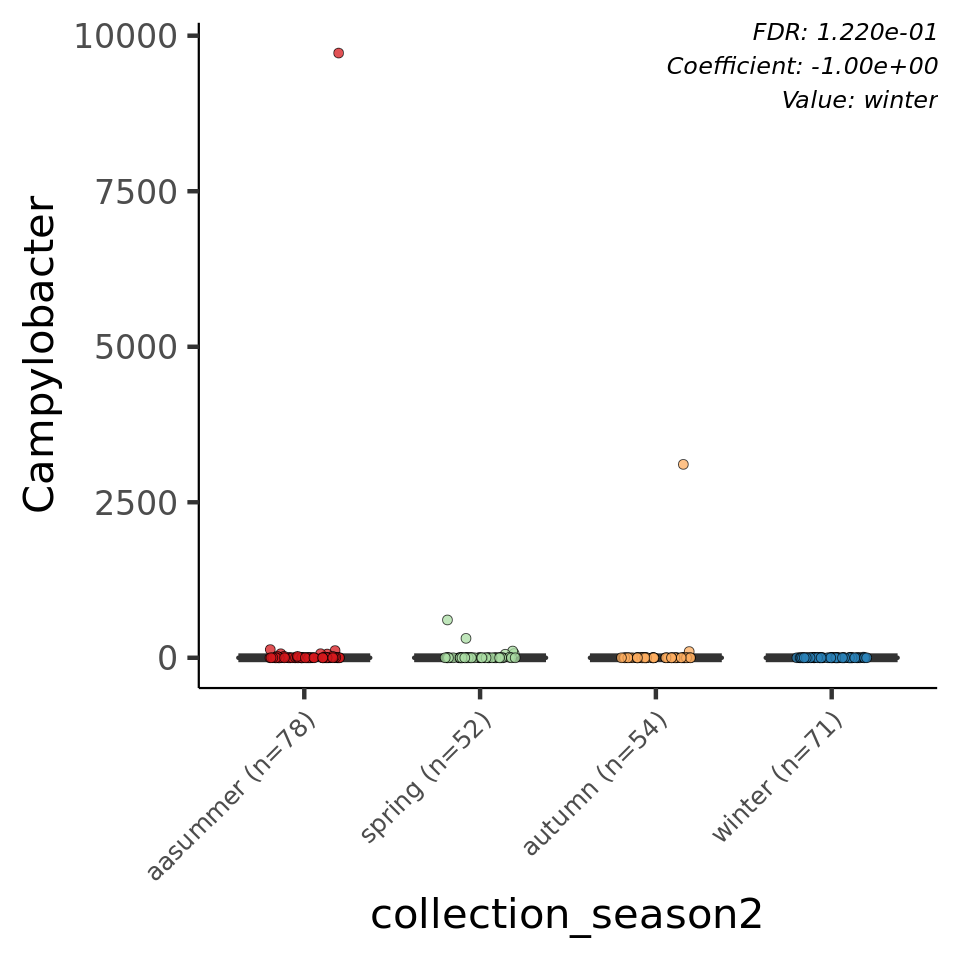 FDR: 1.220e-01
Coefficient: -1.00e+00
Value: winter
Campylobacter
10000
7500
5000
2500
0
aasummer (n=78)
spring (n=52)
autumn (n=54)
winter (n=71)
collection_season2